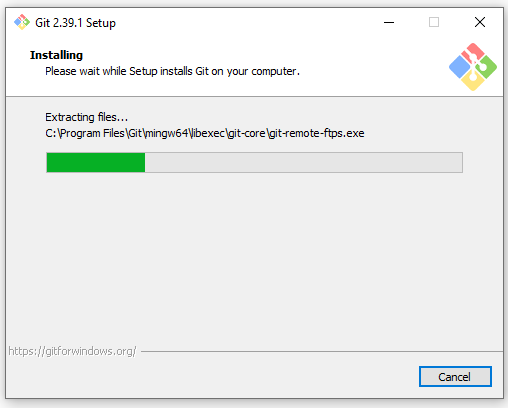 Git 2.39.1 Setup
Installing
Please wait while Setup installs Git on your computer.
Extracting files...
C:\Program Files\Git\mingw64\libexec\git-core\git-remote-ftps.exe
https://gitforwindows.org/
Cancel